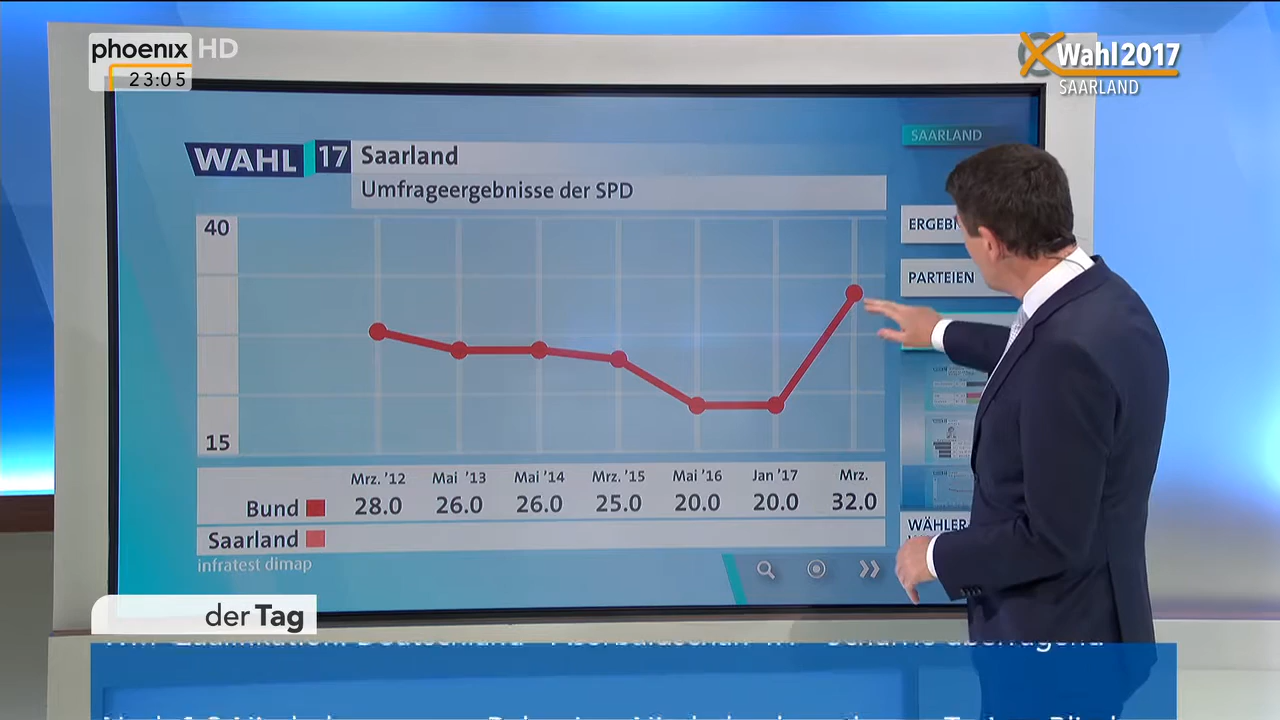 phoenix HD
23:05
Wahl2017
SAARLAND
SAARLAND
WAHL 17 Saarland
Umfrageergebnisse der SPD
40
15
PARTEIEN
Mrz. '12 Mai '13 Mai '14 Mrz. '15 Mai '16 Jan '17 Mrz.
Bund 28.0 26.0 26.0 25.0 20.0 20.0 32.0
Saarland
WÄHLER
infratest dimap
der Tag